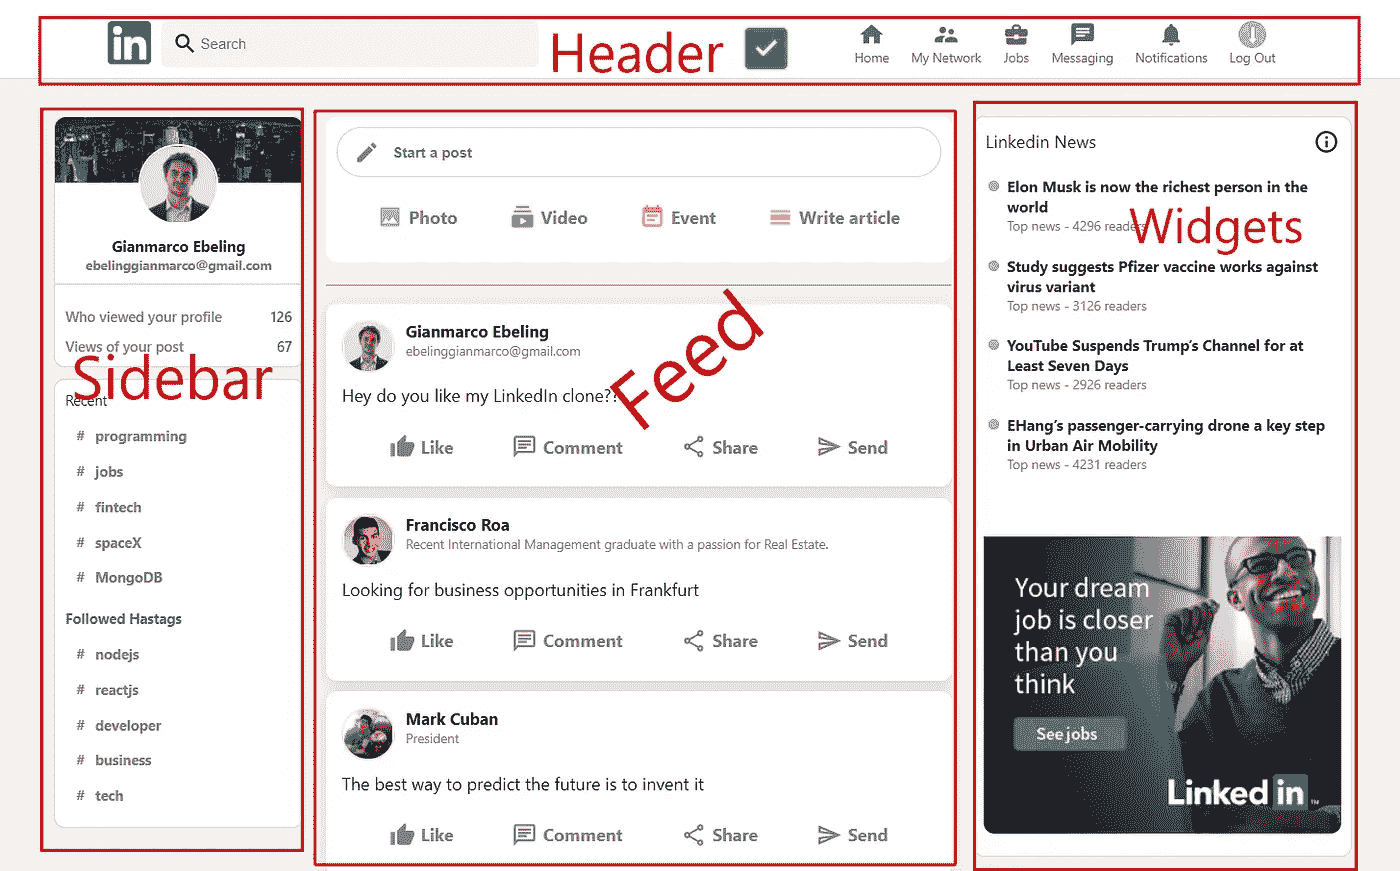 in
Search
Header
Home
My Network
Jobs
Messaging
Notifications
Log Out
Gianmarco Ebeling
ebelinggianmarco@gmail.com
Who viewed your profile 126
Views of your post 67
Sidebar
Recent
# programming
# jobs
# fintech
# spaceX
# MongoDB
Followed Hastags
# nodejs
# reactjs
# developer
# business
# tech
Start a post
Photo Video Event Write article
Feed
Gianmarco Ebeling
ebelinggianmarco@gmail.com
Hey do you like my LinkedIn clone??
Like Comment Share Send
Francisco Roa
Recent International Management graduate with a passion for Real Estate.
Looking for business opportunities in Frankfurt
Like Comment Share Send
Mark Cuban
President
The best way to predict the future is to invent it
Like Comment Share Send
Linkedin News
Widgets
Elon Musk is now the richest person in the
world
Top news - 4296 readers
Study suggests Pfizer vaccine works against
virus variant
Top news - 3126 readers
YouTube Suspends Trump's Channel for at
Least Seven Days
Top news - 2926 readers
EHang's passenger-carrying drone a key step
in Urban Air Mobility
Top news - 4231 readers
Your dream
job is closer
than you
think
See jobs
Linked in™